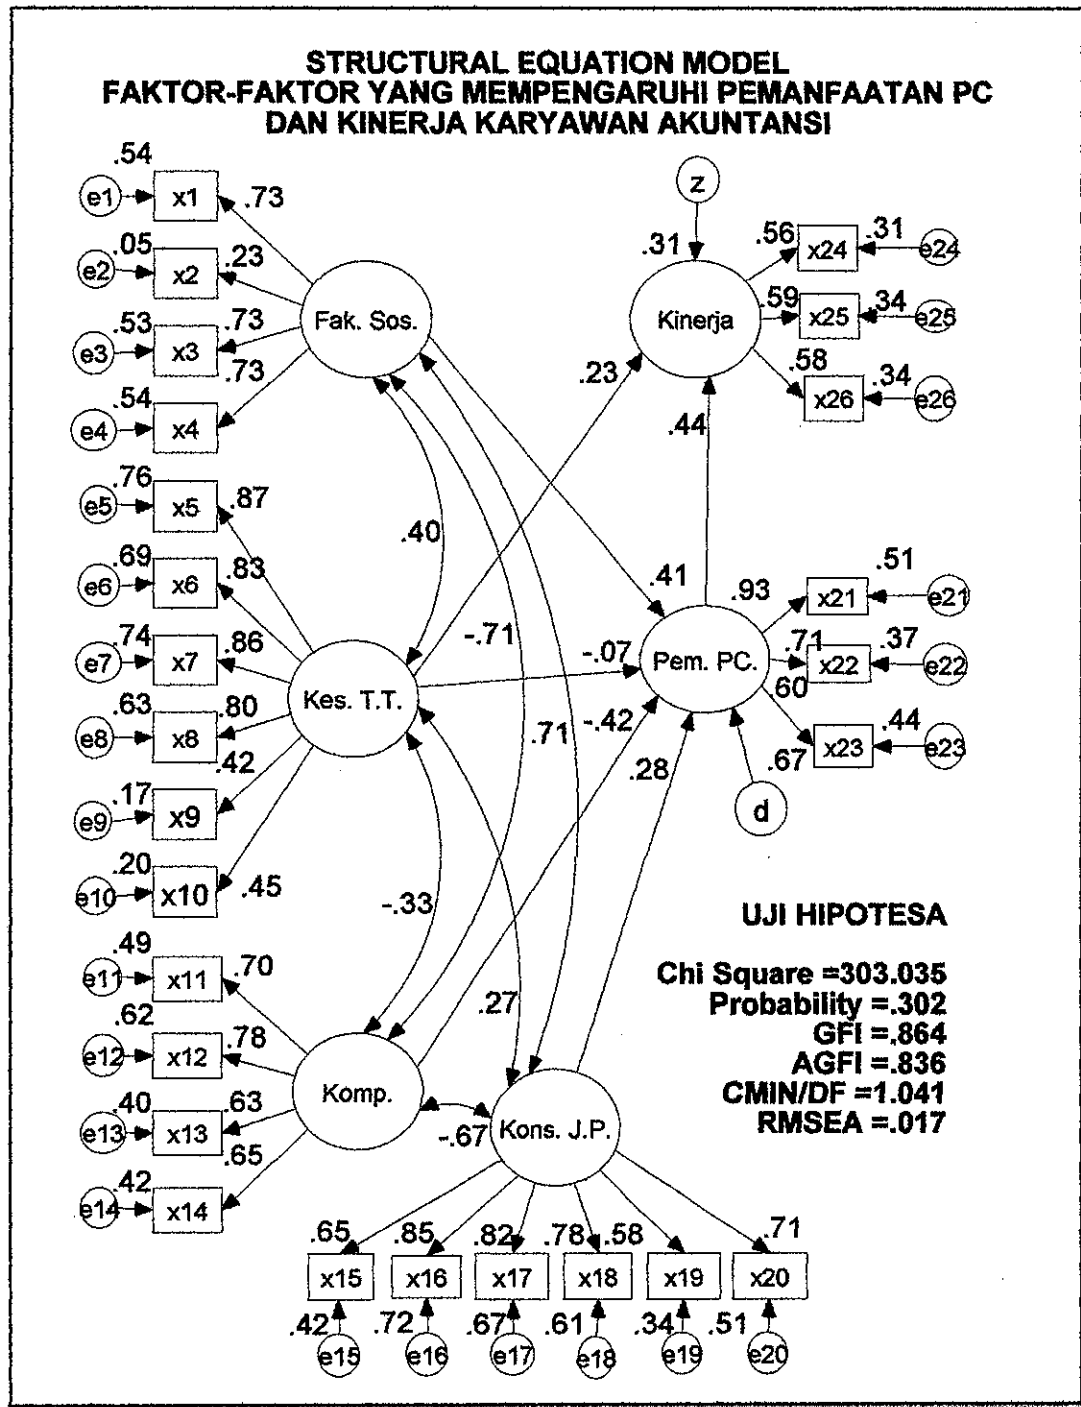 STRUCTURAL EQUATION MODEL
FAKTOR-FAKTOR YANG MEMPENGARUHI PEMANFAATAN PC
DAN KINERJA KARYAWAN AKUNTANSI
.54
e1 x1 .73
.05
e2 x2 .23
.53
e3 x3 .73
.54
e4 x4 .73
.76
e5 x5 .87
.69
e6 x6 .83
.74
e7 x7 .86
.63
e8 x8 .80
.17
e9 x9 .42
.20
e10 x10 .45
.49
e11 x11 .70
.62
e12 x12 .78
.40
e13 x13 .63
.42
e14 x14 .65
Fak. Sos.
Kes. T.T.
Komp.
Kons. J.P.
.40
-.71
.71
-.33
.27
-.67
z
.31
Kinerja
.23
.44
.56 x24 .31 e24
.59 x25 .34 e25
.58 x26 .34 e26
.41
-.07
-.42
.28
Pem. PC.
.93 x21 .51 e21
.71 x22 .37 e22
.60 x23 .44 e23
.67
d
UJI HIPOTESA
Chi Square =303.035
Probability =.302
GFI =.864
AGFI =.836
CMIN/DF =1.041
RMSEA =.017
.65 .85 .82 .78 .58 .71
x15 x16 x17 x18 x19 x20
.42 .72 .67 .61 .34 .51
e15 e16 e17 e18 e19 e20